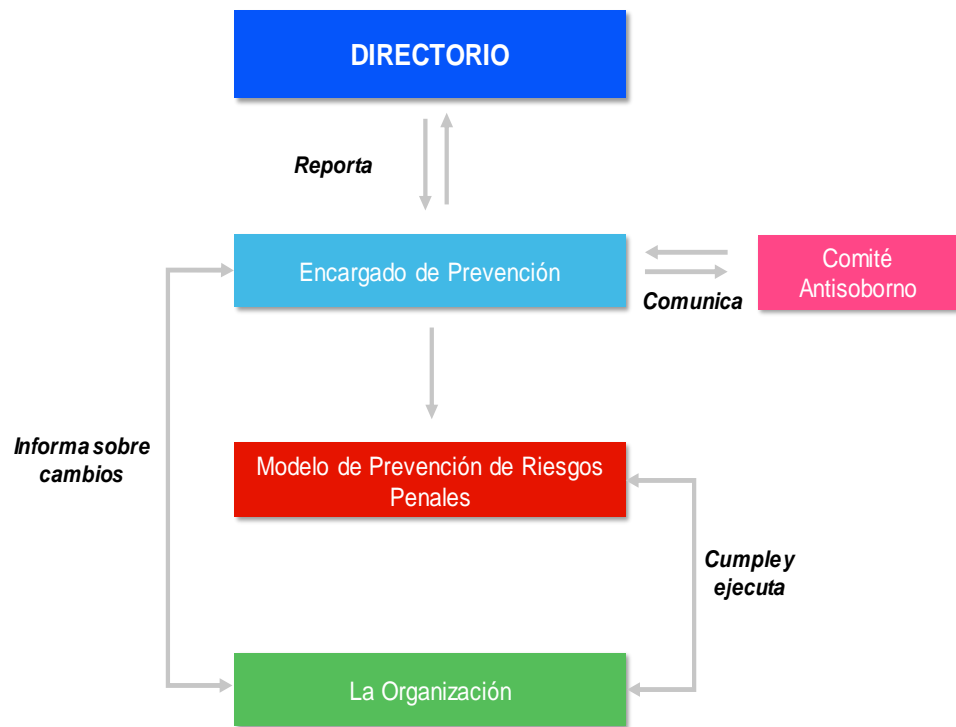 DIRECTORIO
Reporta
Encargado de Prevención
Comunica
Comité
Antisoborno
Informa sobre
cambios
Modelo de Prevención de Riesgos
Penales
Cumple y
ejecuta
La Organización